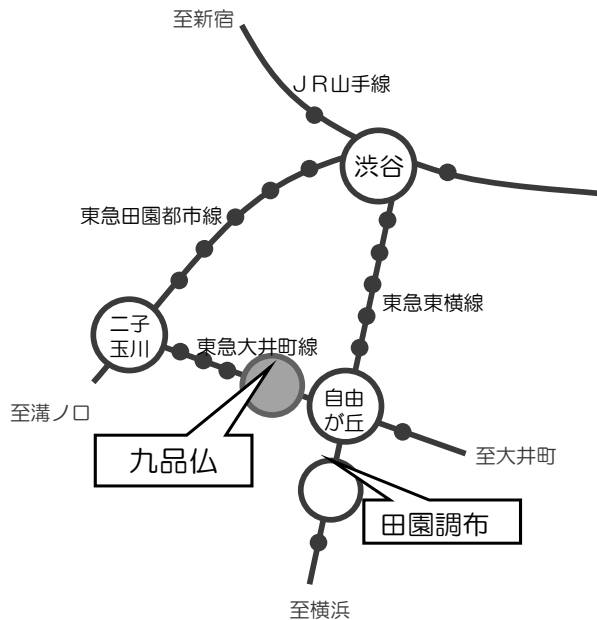 至新宿
ＪＲ山手線
渋谷
東急田園都市線
東急東横線
二子
玉川
東急大井町線
自由
が丘
至溝ノ口
九品仏
至大井町
田園調布
至横浜